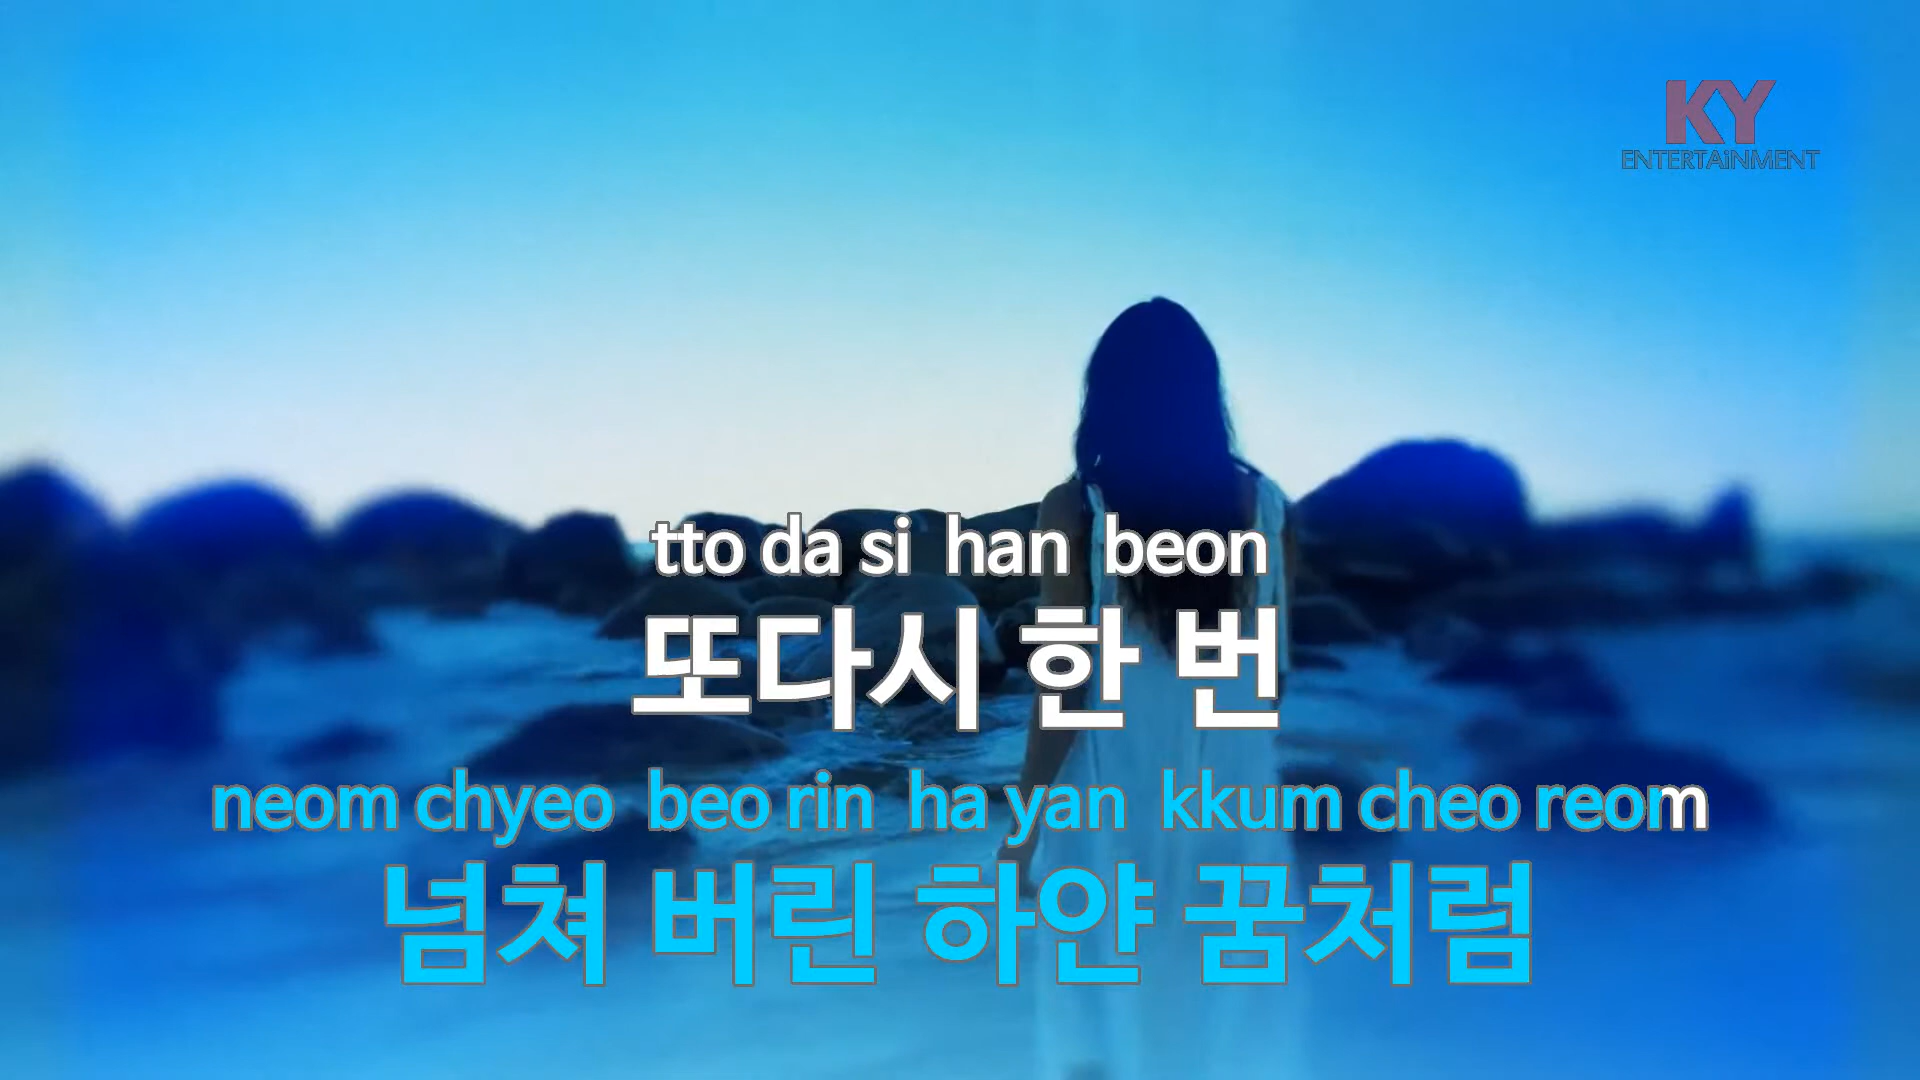 KY
ENTERTAiNMENT
tto da si han beon
또다시 한 번
neom chyeo beo rin ha yan kkum cheo reom
넘쳐 버린 하얀 꿈처럼